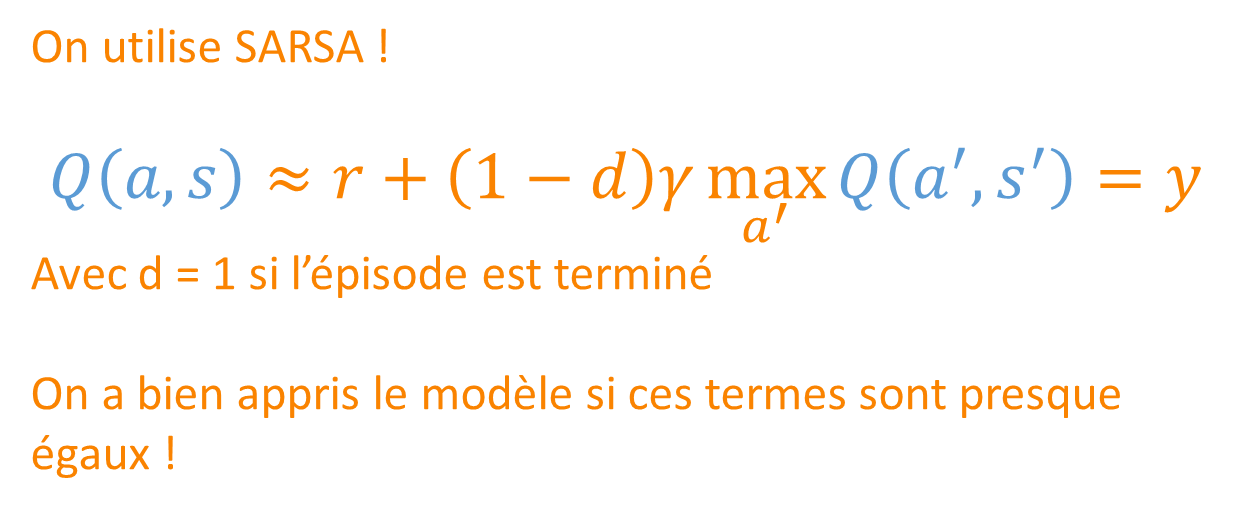 On utilise SARSA !
Q(a, s) ≈ r + (1 − d)γ max Q(a′, s′) = y
a′
Avec d = 1 si l’épisode est terminé
On a bien appris le modèle si ces termes sont presque
égaux !